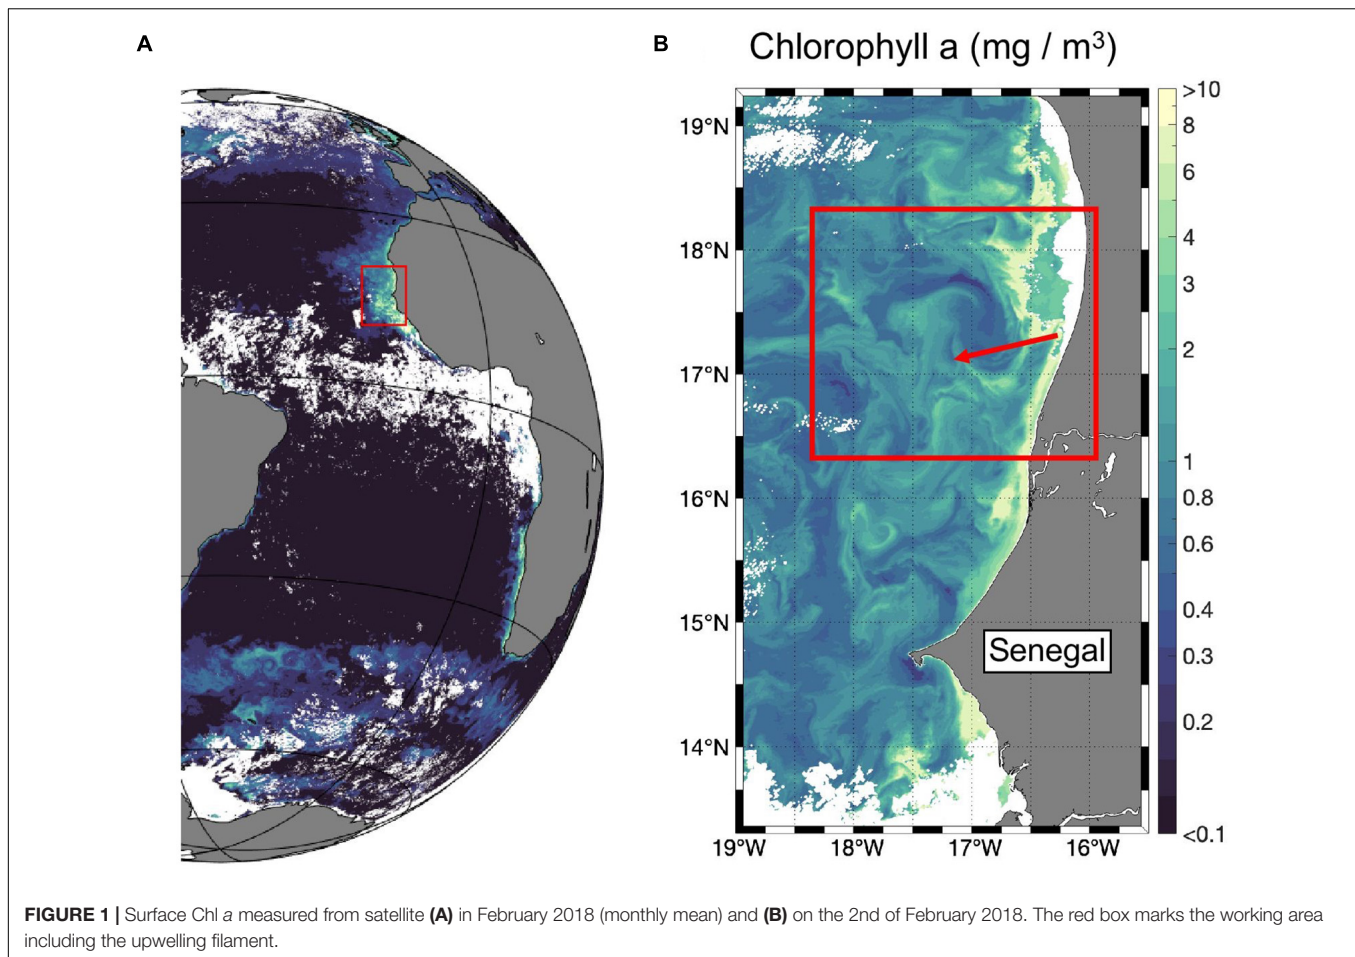 A
B
Chlorophyll a (mg / m³)
19°N
18°N
17°N
16°N
15°N
14°N
19°W
18°W
17°W
16°W
Senegal
>10
8
6
4
3
2
1
0.8
0.6
0.4
0.3
0.2
<0.1
FIGURE 1 | Surface Chl a measured from satellite (A) in February 2018 (monthly mean) and (B) on the 2nd of February 2018. The red box marks the working area
including the upwelling filament.